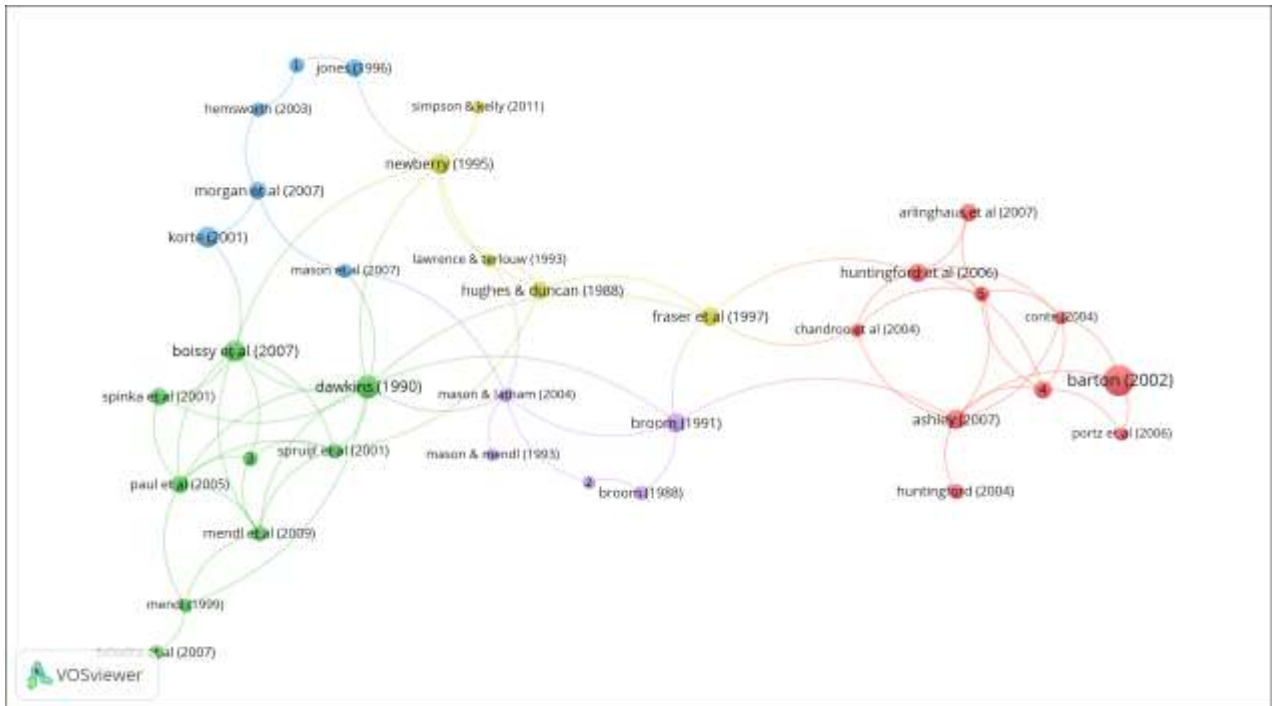 1
jones (1996)
hemsworth (2003)
simpson & kelly (2011)
newberry (1995)
morgan et al (2007)
arlinghaus et al (2007)
korte (2001)
lawrence & terlouw (1993)
mason et al (2007)
huntingford et al (2006)
hughes & duncan (1988)
5
fraser et al (1997)
conte (2004)
chandroo et al (2004)
boissy et al (2007)
barton (2002)
dawkins (1990)
4
spinka et al (2001)
mason & latham (2004)
ashley (2007)
broom (1991)
portz et al (2006)
spruijt et al (2001)
mason & mendl (1993)
3
paul et al (2005)
2
broom (1988)
huntingford (2004)
mendl et al (2009)
mendl (1999)
et al (2007)
VOSviewer